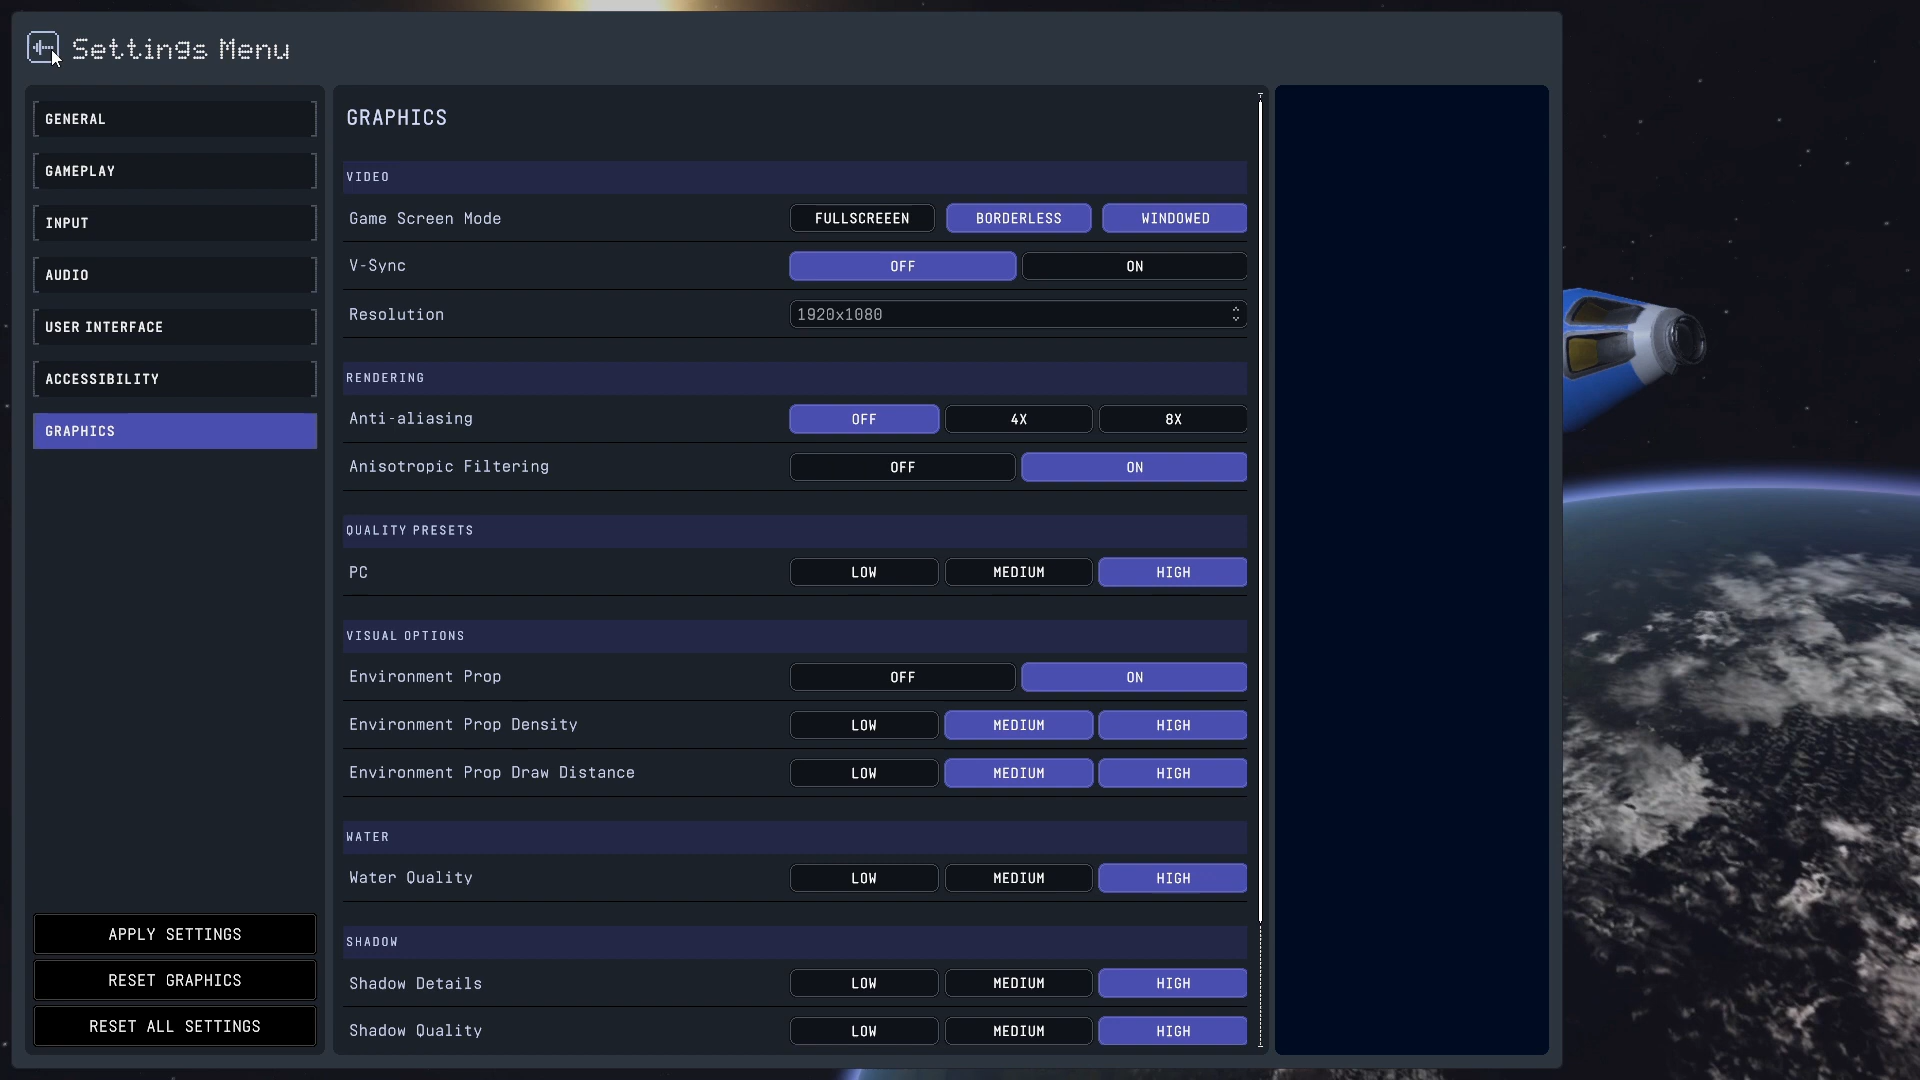 Settings Menu
GENERAL
GAMEPLAY
INPUT
AUDIO
USER INTERFACE
ACCESSIBILITY
GRAPHICS
APPLY SETTINGS
RESET GRAPHICS
RESET ALL SETTINGS
GRAPHICS
VIDEO
Game Screen Mode FULLSCREEEN BORDERLESS WINDOWED
V-Sync OFF ON
Resolution 1920x1080
RENDERING
Anti-aliasing OFF 4X 8X
Anisotropic Filtering OFF ON
QUALITY PRESETS
PC LOW MEDIUM HIGH
VISUAL OPTIONS
Environment Prop OFF ON
Environment Prop Density LOW MEDIUM HIGH
Environment Prop Draw Distance LOW MEDIUM HIGH
WATER
Water Quality LOW MEDIUM HIGH
SHADOW
Shadow Details LOW MEDIUM HIGH
Shadow Quality LOW MEDIUM HIGH